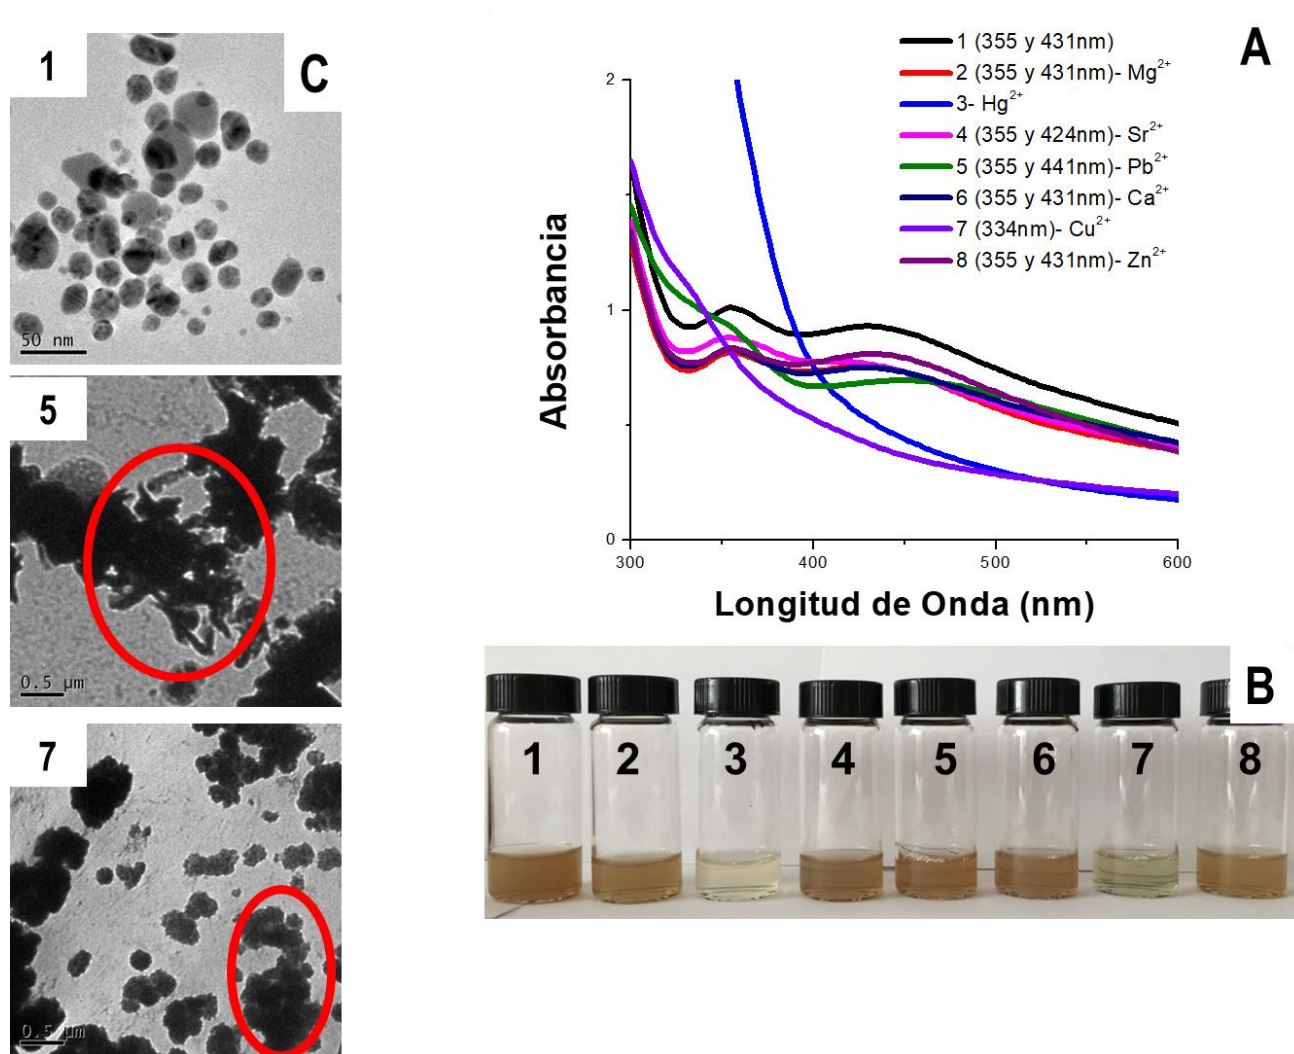 1
C
50 nm
5
0.5 µm
7
0.5 µm
A
1 (355 y 431nm)
2 (355 y 431nm)- Mg²⁺
3- Hg²⁺
4 (355 y 424nm)- Sr²⁺
5 (355 y 441nm)- Pb²⁺
6 (355 y 431nm)- Ca²⁺
7 (334nm)- Cu²⁺
8 (355 y 431nm)- Zn²⁺
Absorbancia
2
1
0
300 400 500 600
Longitud de Onda (nm)
B
1 2 3 4 5 6 7 8